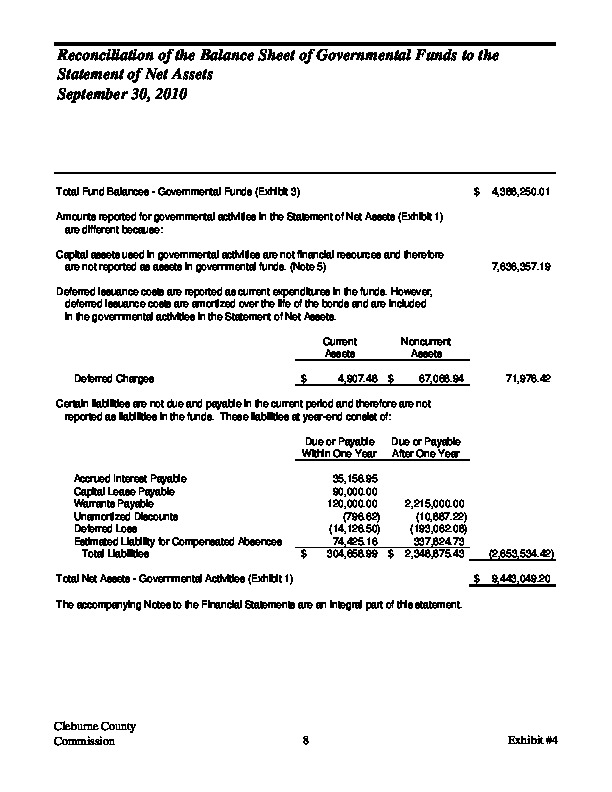 Reconciliation of the Balance Sheet of Governmental Funds to the
Statement of Net Assets
September 30, 2010
Total Fund Balances - Governmental Funds (Exhibit 3) $ 4,388,250.01
Amounts reported for governmental activities in the Statement of Net Assets (Exhibit 1)
are different because:
Capital assets used in governmental activities are not financial resources and therefore
are not reported as assets in governmental funds. (Note 5) 7,636,357.19
Deferred issuance costs are reported as current expenditures in the funds. However,
deferred issuance costs are amortized over the life of the bonds and are included
in the governmental activities in the Statement of Net Assets.
Current Noncurrent
Assets Assets
Deferred Charges $ 4,907.48 $ 67,068.94 71,976.42
Certain liabilities are not due and payable in the current period and therefore are not
reported as liabilities in the funds. These liabilities at year-end consist of:
Due or Payable Due or Payable
Within One Year After One Year
Accrued Interest Payable 35,156.95
Capital Lease Payable 90,000.00
Warrants Payable 120,000.00 2,215,000.00
Unamortized Discounts (796.62) (10,887.22)
Deferred Loss (14,126.50) (193,062.08)
Estimated Liability for Compensated Absences 74,425.16 337,824.73
Total Liabilities $ 304,658.99 $ 2,348,875.43 (2,653,534.42)
Total Net Assets - Governmental Activities (Exhibit 1) $ 9,443,049.20
The accompanying Notes to the Financial Statements are an integral part of this statement.
Cleburne County
Commission 8 Exhibit #4